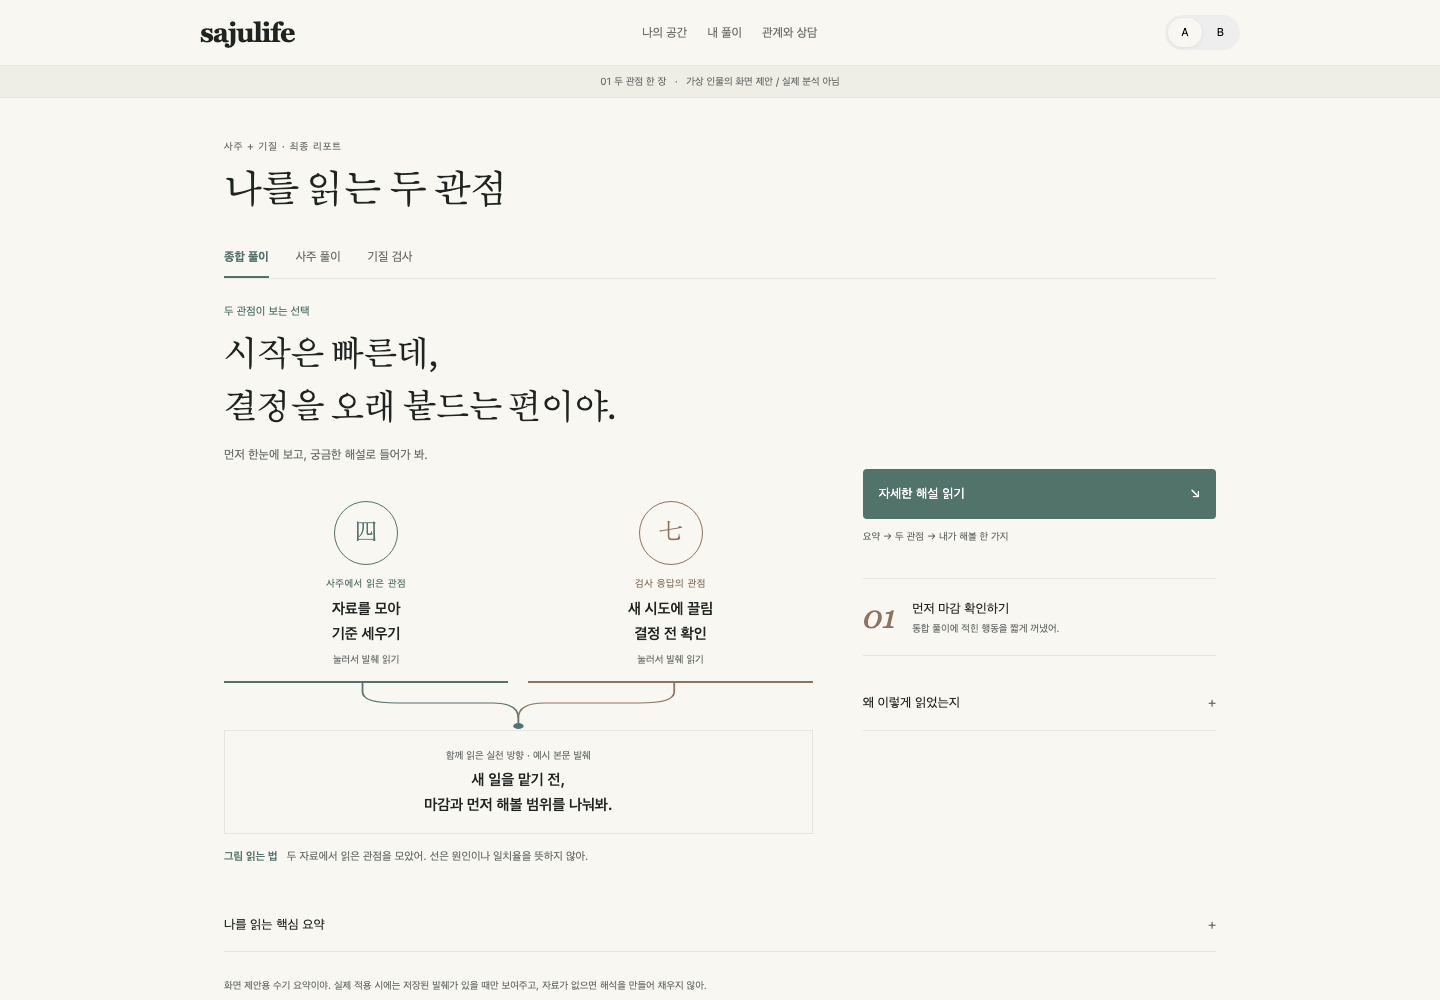 sajulife
나의 공간
내 풀이
관계와 상담
A
B
01 두 관점 한 장 · 가상 인물의 화면 제안 / 실제 분석 아님
사주 + 기질 · 최종 리포트
나를 읽는 두 관점
종합 풀이
사주 풀이
기질 검사
두 관점이 보는 선택
시작은 빠른데,
결정을 오래 붙드는 편이야.
먼저 한눈에 보고, 궁금한 해설로 들어가 봐.
四
사주에서 읽은 관점
자료를 모아
기준 세우기
눌러서 발췌 읽기
七
검사 응답의 관점
새 시도에 끌림
결정 전 확인
눌러서 발췌 읽기
함께 읽은 실천 방향 · 예시 본문 발췌
새 일을 맡기 전,
마감과 먼저 해볼 범위를 나눠봐.
그림 읽는 법 두 자료에서 읽은 관점을 모았어. 선은 원인이나 일치율을 뜻하지 않아.
자세한 해설 읽기 ↘
요약 → 두 관점 → 내가 해볼 한 가지
01
먼저 마감 확인하기
통합 풀이에 적힌 행동을 짧게 꺼냈어.
왜 이렇게 읽었는지 +
나를 읽는 핵심 요약 +
화면 제안용 수기 요약이야. 실제 적용 시에는 저장된 발췌가 있을 때만 보여주고, 자료가 없으면 해석을 만들어 채우지 않아.